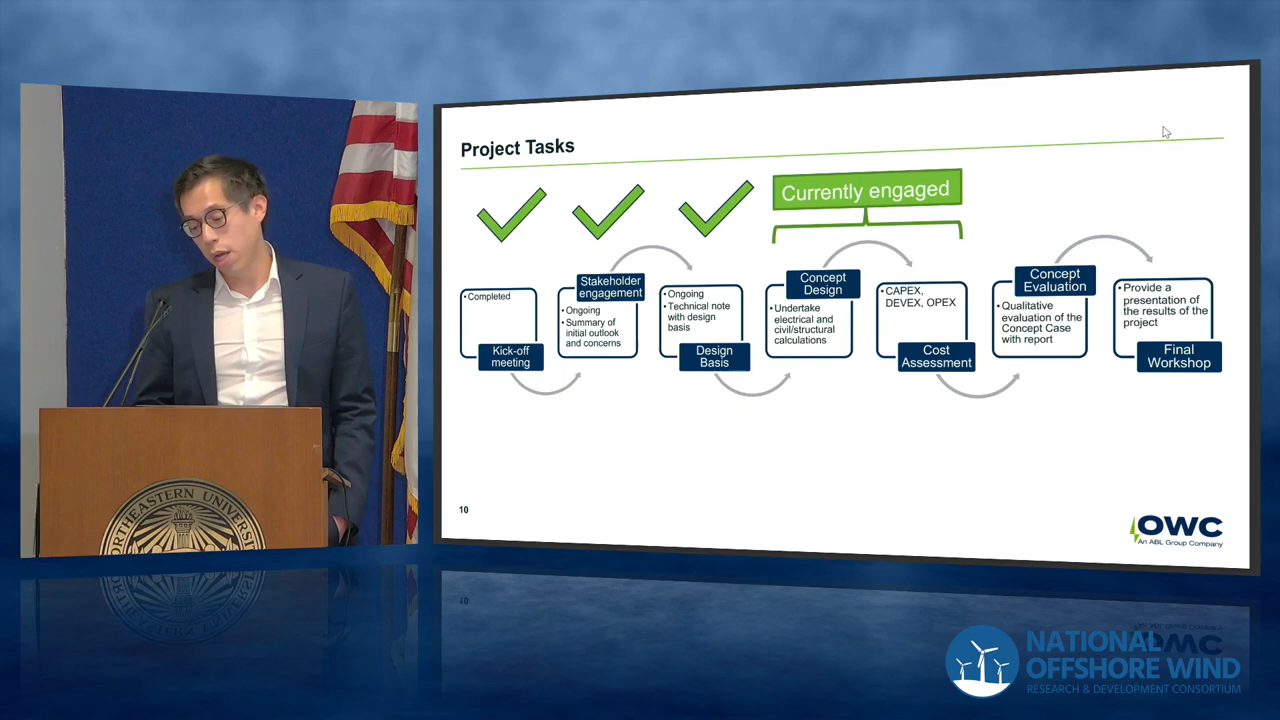 Project Tasks
Currently engaged
• Completed
Kick-off
meeting
Stakeholder
engagement
• Ongoing
• Summary of
initial outlook
and concerns
• Ongoing
• Technical note
with design
basis
Design
Basis
Concept
Design
• Undertake
electrical and
civil/structural
calculations
• CAPEX,
DEVEX, OPEX
Cost
Assessment
Concept
Evaluation
• Qualitative
evaluation of the
Concept Case
with report
• Provide a
presentation of
the results of the
project
Final
Workshop
10
OWC
An ABL Group Company
NORTHEASTERN UNIVERSITY
NATIONAL
OFFSHORE WIND
RESEARCH & DEVELOPMENT CONSORTIUM